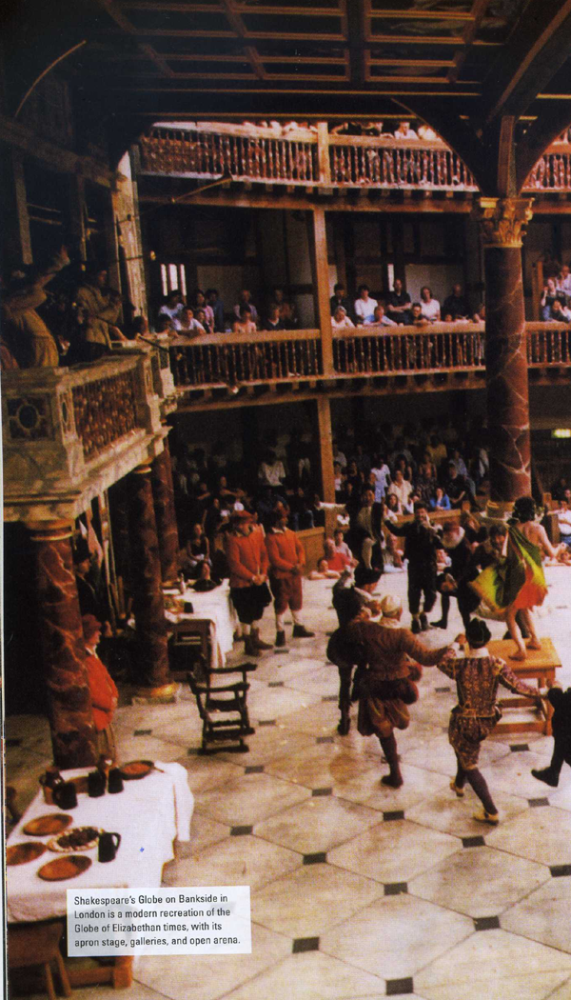 Shakespeare's Globe on Bankside in
London is a modern recreation of the
Globe of Elizabethan times, with its
apron stage, galleries, and open arena.